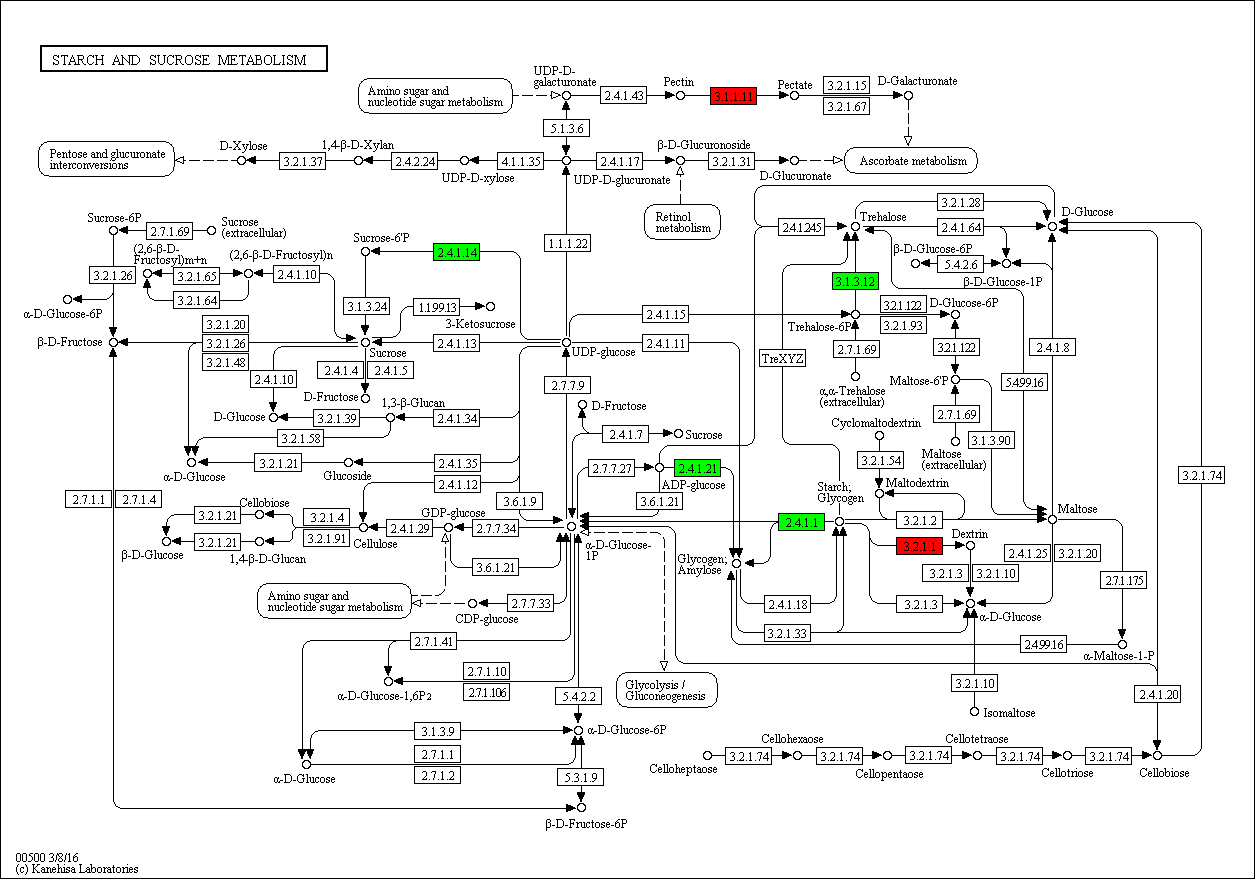 STARCH AND SUCROSE METABOLISM
UDP-D-
galacturonate
Amino sugar and
nucleotide sugar metabolism
2.4.1.43
Pectin
3.1.1.11
Pectate
3.2.1.15
3.2.1.67
D-Galacturonate
5.1.3.6
Pentose and glucuronate
interconversions
D-Xylose
3.2.1.37
1,4-β-D-Xylan
2.4.2.24
UDP-D-xylose
4.1.1.35
2.4.1.17
UDP-D-glucuronate
β-D-Glucuronoside
3.2.1.31
D-Glucuronate
Ascorbate metabolism
Retinol
metabolism
Sucrose-6P
2.7.1.69
Sucrose
(extracellular)
(2,6-β-D-
Fructosyl)m+n
(2,6-β-D-Fructosyl)n
3.2.1.26
3.2.1.65
3.2.1.64
2.4.1.10
α-D-Glucose-6P
Sucrose-6'P
2.4.1.14
1.1.1.22
3.1.3.24
1.1.99.13
3-Ketosucrose
2.4.1.245
Trehalose
3.2.1.28
2.4.1.64
D-Glucose
β-D-Glucose-6P
5.4.2.6
β-D-Glucose-1P
3.1.3.12
Trehalose-6P
3.2.1.122
3.2.1.93
D-Glucose-6P
2.4.1.15
β-D-Fructose
3.2.1.20
3.2.1.26
3.2.1.48
Sucrose
2.4.1.13
UDP-glucose
2.4.1.11
TreXYZ
2.7.1.69
3.2.1.122
2.4.1.8
2.4.1.10
2.4.1.4
2.4.1.5
2.7.7.9
α,α-Trehalose
(extracellular)
Maltose-6'P
5.4.99.16
D-Fructose
D-Glucose
3.2.1.39
1,3-β-Glucan
2.4.1.34
D-Fructose
2.7.1.69
Cyclomaltodextrin
3.2.1.58
2.4.1.7
Sucrose
3.1.3.90
Maltose
(extracellular)
α-D-Glucose
3.2.1.21
Glucoside
2.4.1.35
2.7.7.27
2.4.1.21
ADP-glucose
3.2.1.54
3.2.1.74
2.4.1.12
Starch;
Glycogen
Maltodextrin
2.7.1.1
2.7.1.4
Cellobiose
3.6.1.9
3.6.1.21
3.2.1.21
3.2.1.4
3.2.1.91
2.4.1.29
GDP-glucose
2.7.7.34
2.4.1.1
3.2.1.2
Maltose
β-D-Glucose
3.2.1.21
1,4-β-D-Glucan
Cellulose
α-D-Glucose-
1P
3.2.1.1
Dextrin
2.4.1.25
3.2.1.20
3.6.1.21
Glycogen;
Amylose
3.2.1.3
3.2.1.10
2.7.1.175
Amino sugar and
nucleotide sugar metabolism
2.7.7.33
CDP-glucose
2.4.1.18
3.2.1.3
α-D-Glucose
3.2.1.33
2.7.1.41
2.4.99.16
α-Maltose-1-P
2.7.1.10
2.7.1.106
α-D-Glucose-1,6P2
5.4.2.2
Glycolysis /
Gluconeogenesis
3.2.1.10
Isomaltose
2.4.1.20
3.1.3.9
α-D-Glucose-6P
2.7.1.1
2.7.1.2
α-D-Glucose
5.3.1.9
β-D-Fructose-6P
Celloheptaose
3.2.1.74
Cellohexaose
3.2.1.74
Cellopentaose
3.2.1.74
Cellotetraose
3.2.1.74
Cellotriose
3.2.1.74
Cellobiose
00500 3/8/16
(c) Kanehisa Laboratories